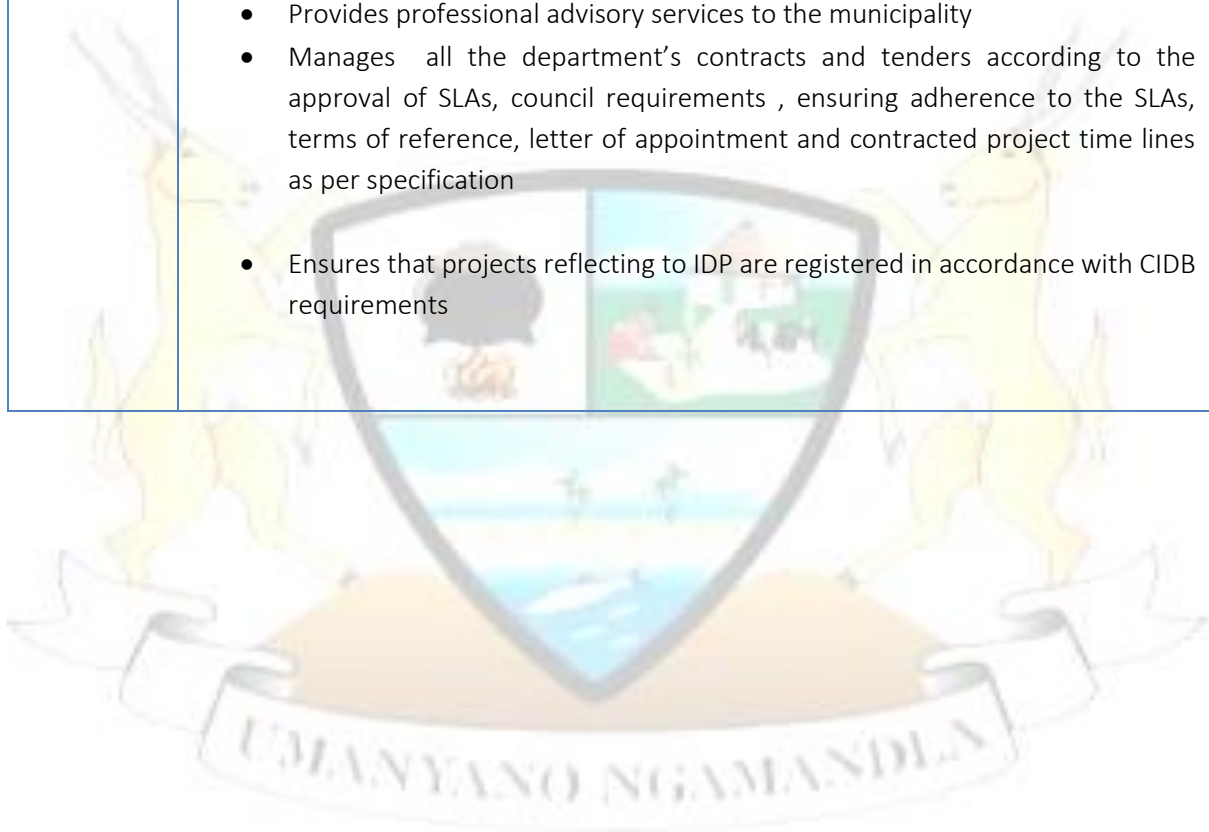 • Provides professional advisory services to the municipality
• Manages all the department’s contracts and tenders according to the
approval of SLAs, council requirements , ensuring adherence to the SLAs,
terms of reference, letter of appointment and contracted project time lines
as per specification
• Ensures that projects reflecting to IDP are registered in accordance with CIDB
requirements
UMANYANO NGAMANDLA